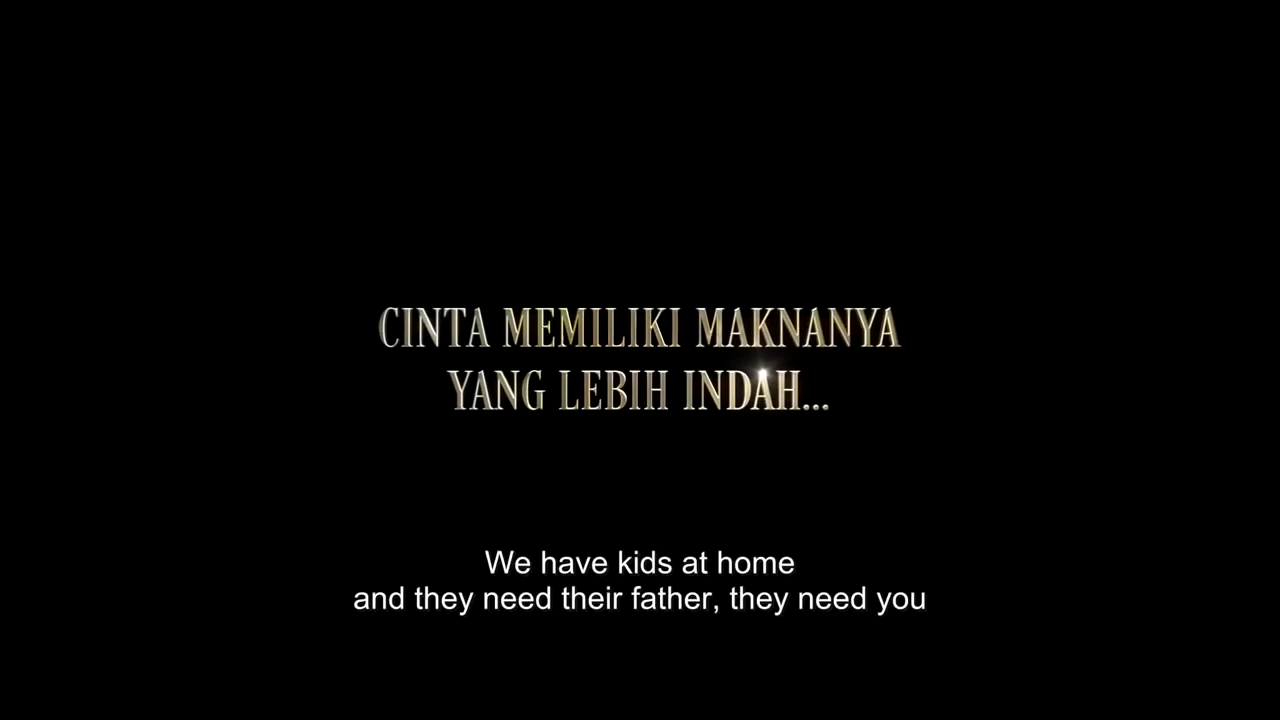 CINTA MEMILIKI MAKNANYA
YANG LEBIH INDAH...
We have kids at home
and they need their father, they need you